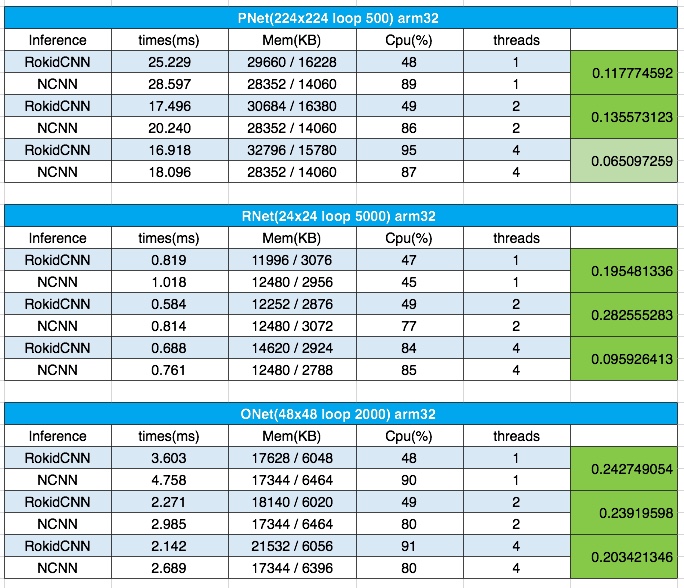 PNet(224x224 loop 500) arm32
Inference times(ms) Mem(KB) Cpu(%) threads
RokidCNN 25.229 29660 / 16228 48 1
0.117774592
NCNN 28.597 28352 / 14060 89 1
RokidCNN 17.496 30684 / 16380 49 2
0.135573123
NCNN 20.240 28352 / 14060 86 2
RokidCNN 16.918 32796 / 15780 95 4
0.065097259
NCNN 18.096 28352 / 14060 87 4
RNet(24x24 loop 5000) arm32
Inference times(ms) Mem(KB) Cpu(%) threads
RokidCNN 0.819 11996 / 3076 47 1
0.195481336
NCNN 1.018 12480 / 2956 45 1
RokidCNN 0.584 12252 / 2876 49 2
0.282555283
NCNN 0.814 12480 / 3072 77 2
RokidCNN 0.688 14620 / 2924 84 4
0.095926413
NCNN 0.761 12480 / 2788 85 4
ONet(48x48 loop 2000) arm32
Inference times(ms) Mem(KB) Cpu(%) threads
RokidCNN 3.603 17628 / 6048 48 1
0.242749054
NCNN 4.758 17344 / 6464 90 1
RokidCNN 2.271 18140 / 6020 49 2
0.23919598
NCNN 2.985 17344 / 6464 80 2
RokidCNN 2.142 21532 / 6056 91 4
0.203421346
NCNN 2.689 17344 / 6396 80 4